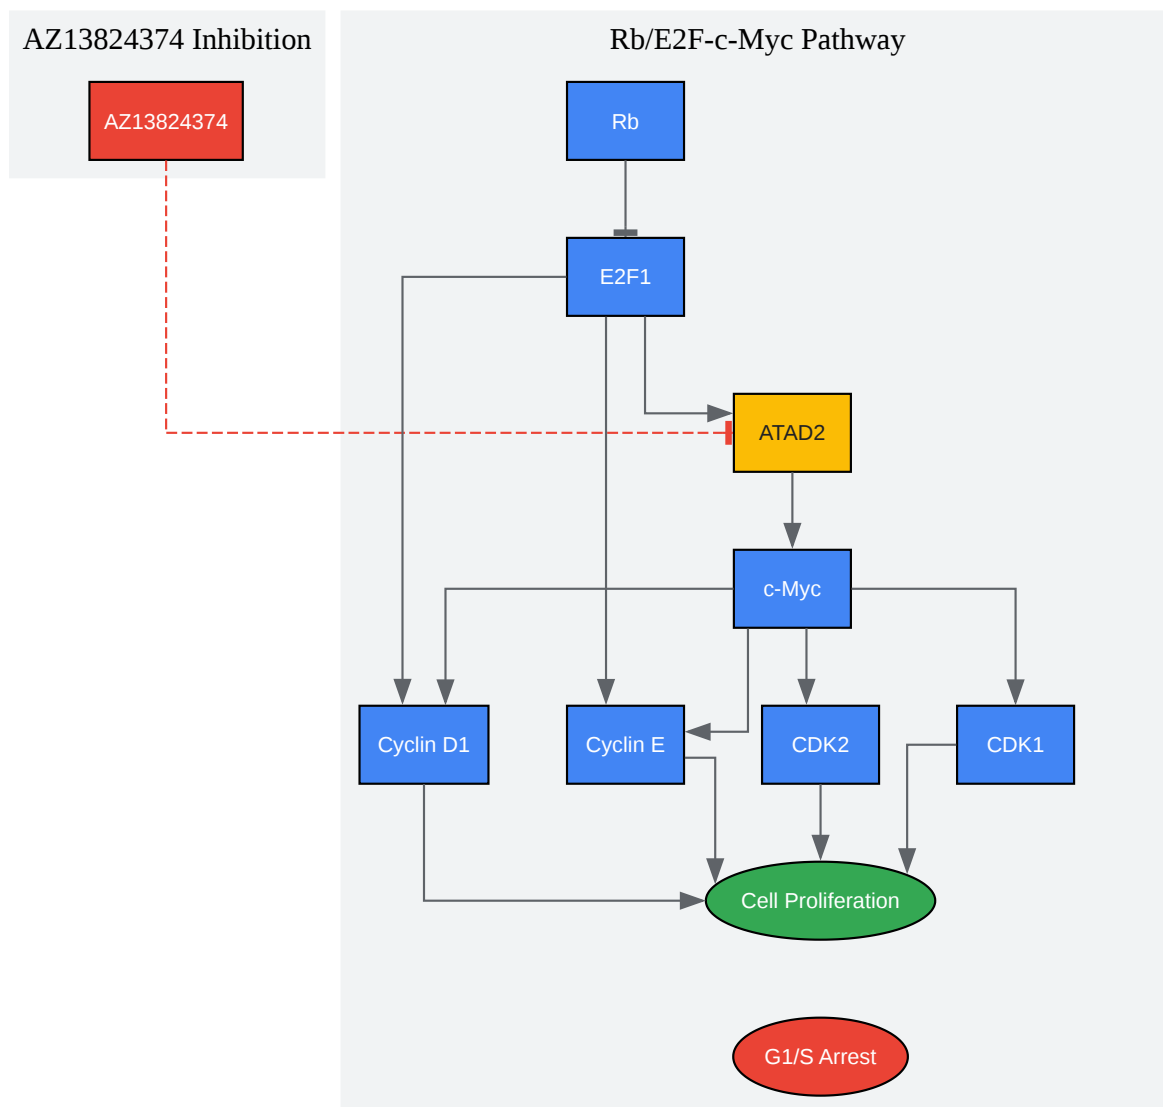 AZ13824374 Inhibition
Rb/E2F-c-Myc Pathway
AZ13824374
Rb
E2F1
ATAD2
c-Myc
Cyclin D1
Cyclin E
CDK2
CDK1
Cell Proliferation
G1/S Arrest